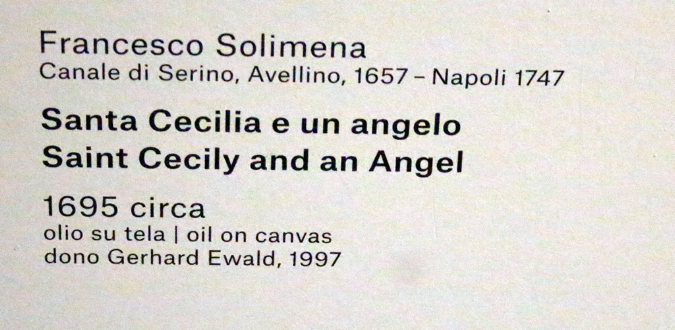 Francesco Solimena
Canale di Serino, Avellino, 1657 – Napoli 1747
Santa Cecilia e un angelo
Saint Cecily and an Angel
1695 circa
olio su tela | oil on canvas
dono Gerhard Ewald, 1997